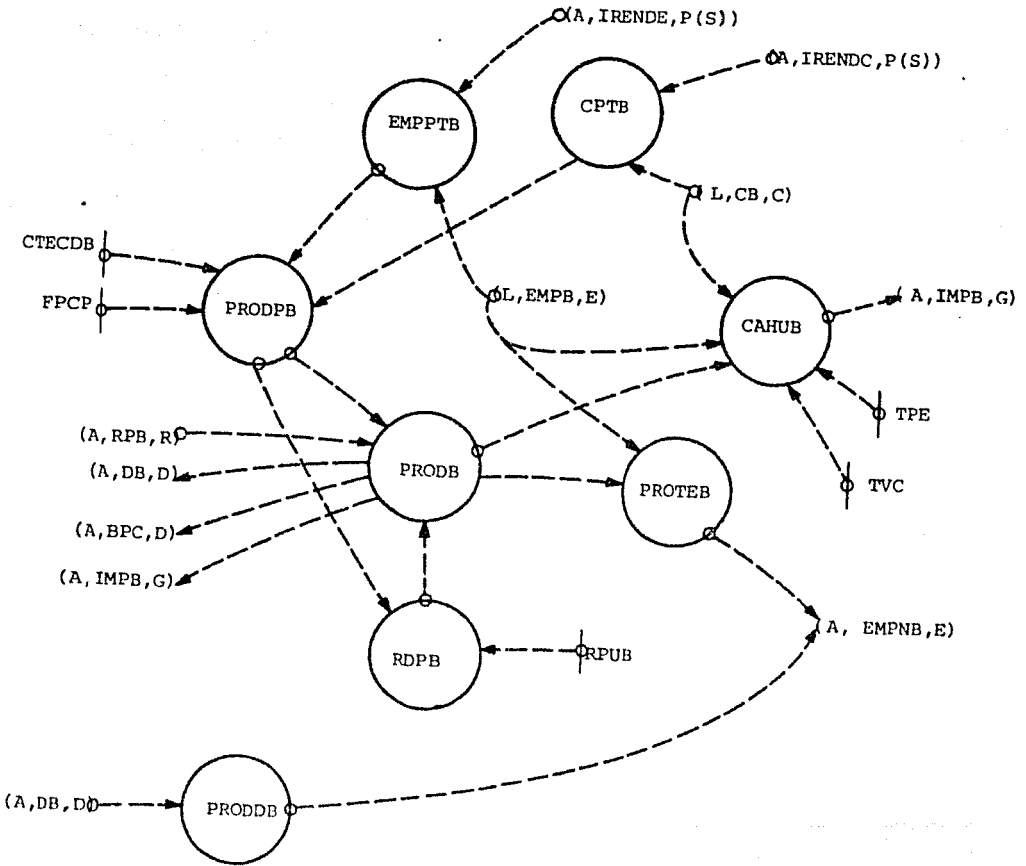 (A,IRENDE,P(S))
(A,IRENDC,P(S))
CPTB
EMPPTB
( L,CB,C)
CTECDB
(L,EMPB,E)
( A,IMPB,G)
FPCP
PRODPB
CAHUB
TPE
(A,RPB,R)
(A,DB,D)
PRODB
TVC
PROTEB
(A,BPC,D)
(A,IMPB,G)
( A, EMPNB,E)
RDPB
RPUB
(A,DB,D)
PRODDB